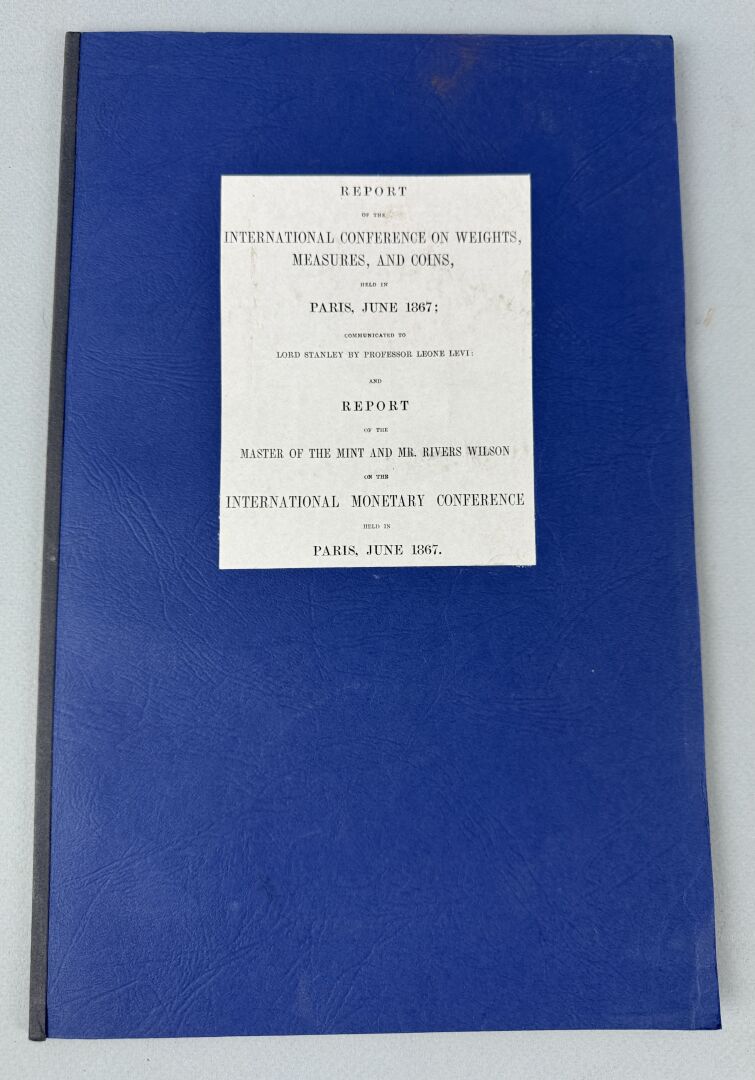 REPORT
OF THE
INTERNATIONAL CONFERENCE ON WEIGHTS,
MEASURES, AND COINS,
HELD IN
PARIS, JUNE 1867;
COMMUNICATED TO
LORD STANLEY BY PROFESSOR LEONE LEVI:
AND
REPORT
OF THE
MASTER OF THE MINT AND MR. RIVERS WILSON
ON THE
INTERNATIONAL MONETARY CONFERENCE
HELD IN
PARIS, JUNE 1867.